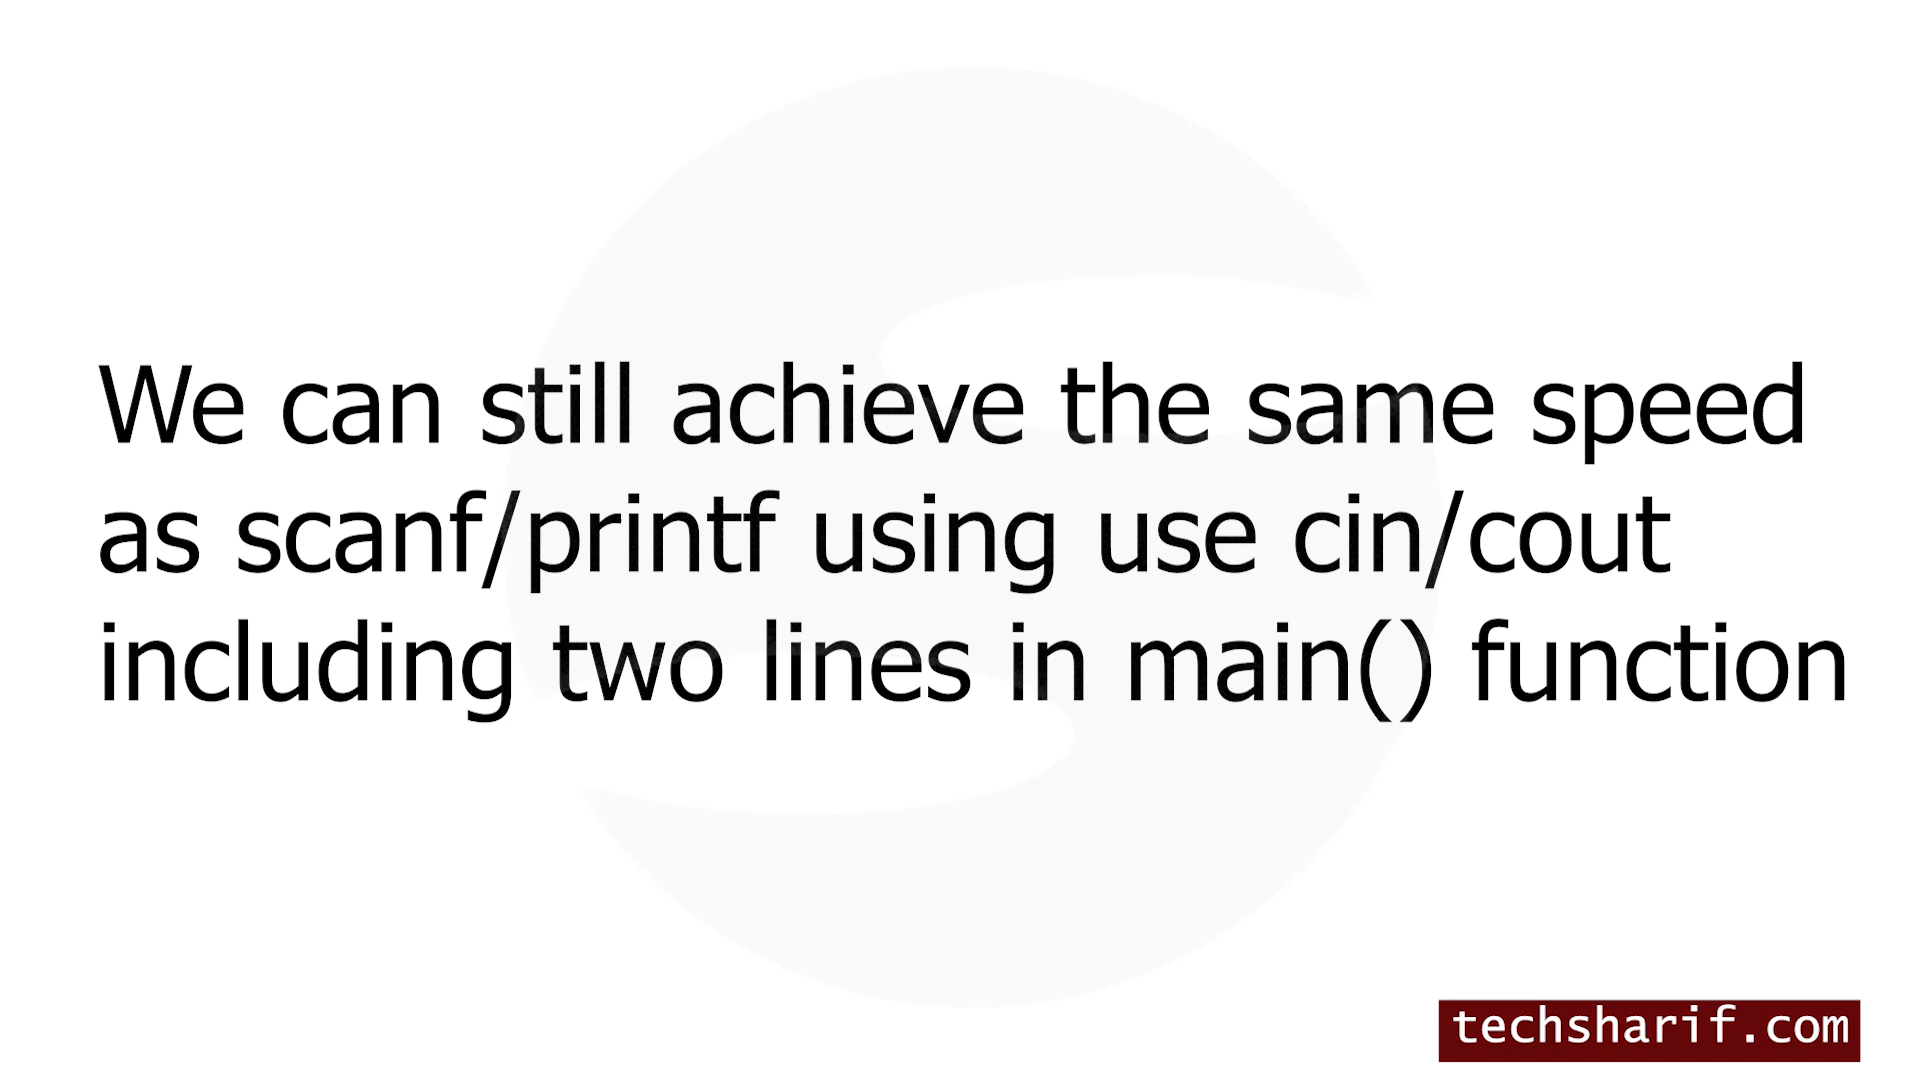 We can still achieve the same speed
as scanf/printf using use cin/cout
including two lines in main() function
techsharif.com